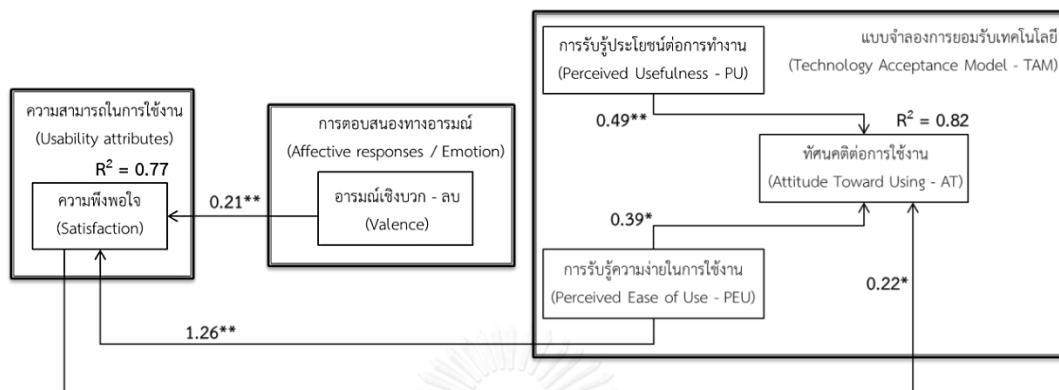 ความสามารถในการใช้งาน
(Usability attributes)
R² = 0.77
ความพึงพอใจ
(Satisfaction)
0.21**
การตอบสนองทางอารมณ์
(Affective responses / Emotion)
อารมณ์เชิงบวก - ลบ
(Valence)
แบบจำลองการยอมรับเทคโนโลยี
(Technology Acceptance Model - TAM)
การรับรู้ประโยชน์ต่อการทำงาน
(Perceived Usefulness - PU)
0.49**
R² = 0.82
ทัศนคติต่อการใช้งาน
(Attitude Toward Using - AT)
0.39*
การรับรู้ความง่ายในการใช้งาน
(Perceived Ease of Use - PEU)
0.22*
1.26**